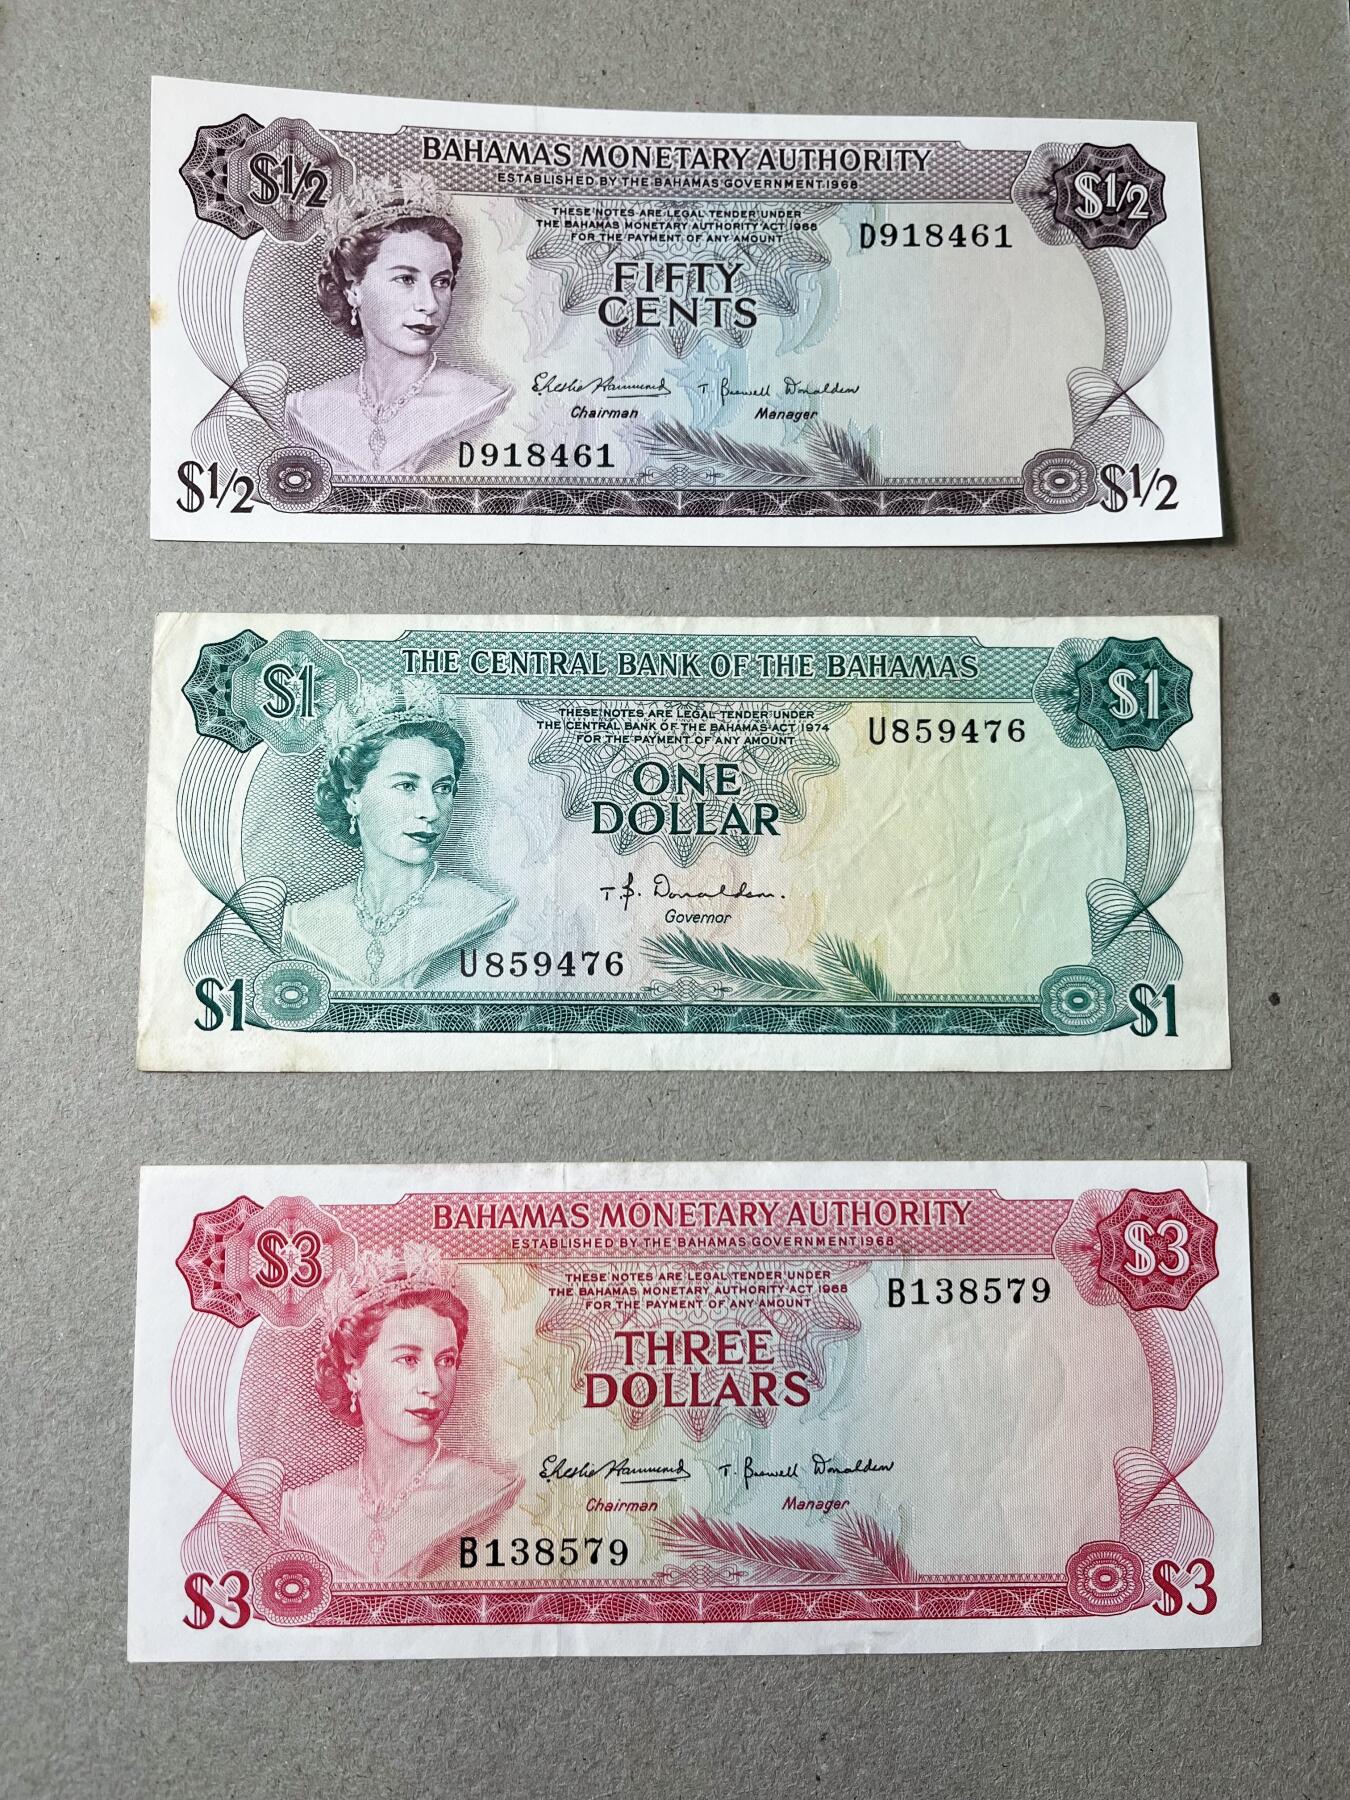 $1/2
BAHAMAS MONETARY AUTHORITY
$1/2
ESTABLISHED BY THE BAHAMAS GOVERNMENT 1968
THESE NOTES ARE LEGAL TENDER UNDER
THE BAHAMAS MONETARY AUTHORITY ACT 1968
FOR THE PAYMENT OF ANY AMOUNT
D918461
FIFTY
CENTS
T. Baswell Donaldson
Chairman Manager
D918461
$1/2 $1/2
$1
THE CENTRAL BANK OF THE BAHAMAS
$1
THESE NOTES ARE LEGAL TENDER UNDER
THE CENTRAL BANK OF THE BAHAMAS ACT 1974
FOR THE PAYMENT OF ANY AMOUNT
U859476
ONE
DOLLAR
T.B. Donaldson.
Governor
U859476
$1 $1
$3
BAHAMAS MONETARY AUTHORITY
$3
ESTABLISHED BY THE BAHAMAS GOVERNMENT 1968
THESE NOTES ARE LEGAL TENDER UNDER
THE BAHAMAS MONETARY AUTHORITY ACT 1968
FOR THE PAYMENT OF ANY AMOUNT
B138579
THREE
DOLLARS
T. Baswell Donaldson
Chairman Manager
B138579
$3 $3